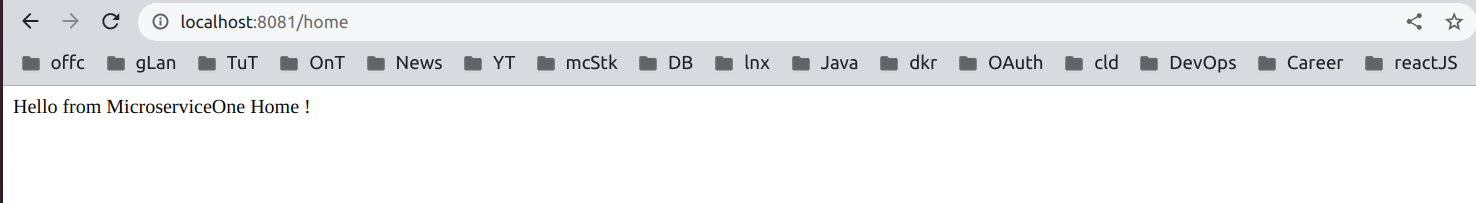 localhost:8081/home
offc gLan TuT OnT News YT mcStk DB lnx Java dkr OAuth cld DevOps Career reactJS
Hello from MicroserviceOne Home !